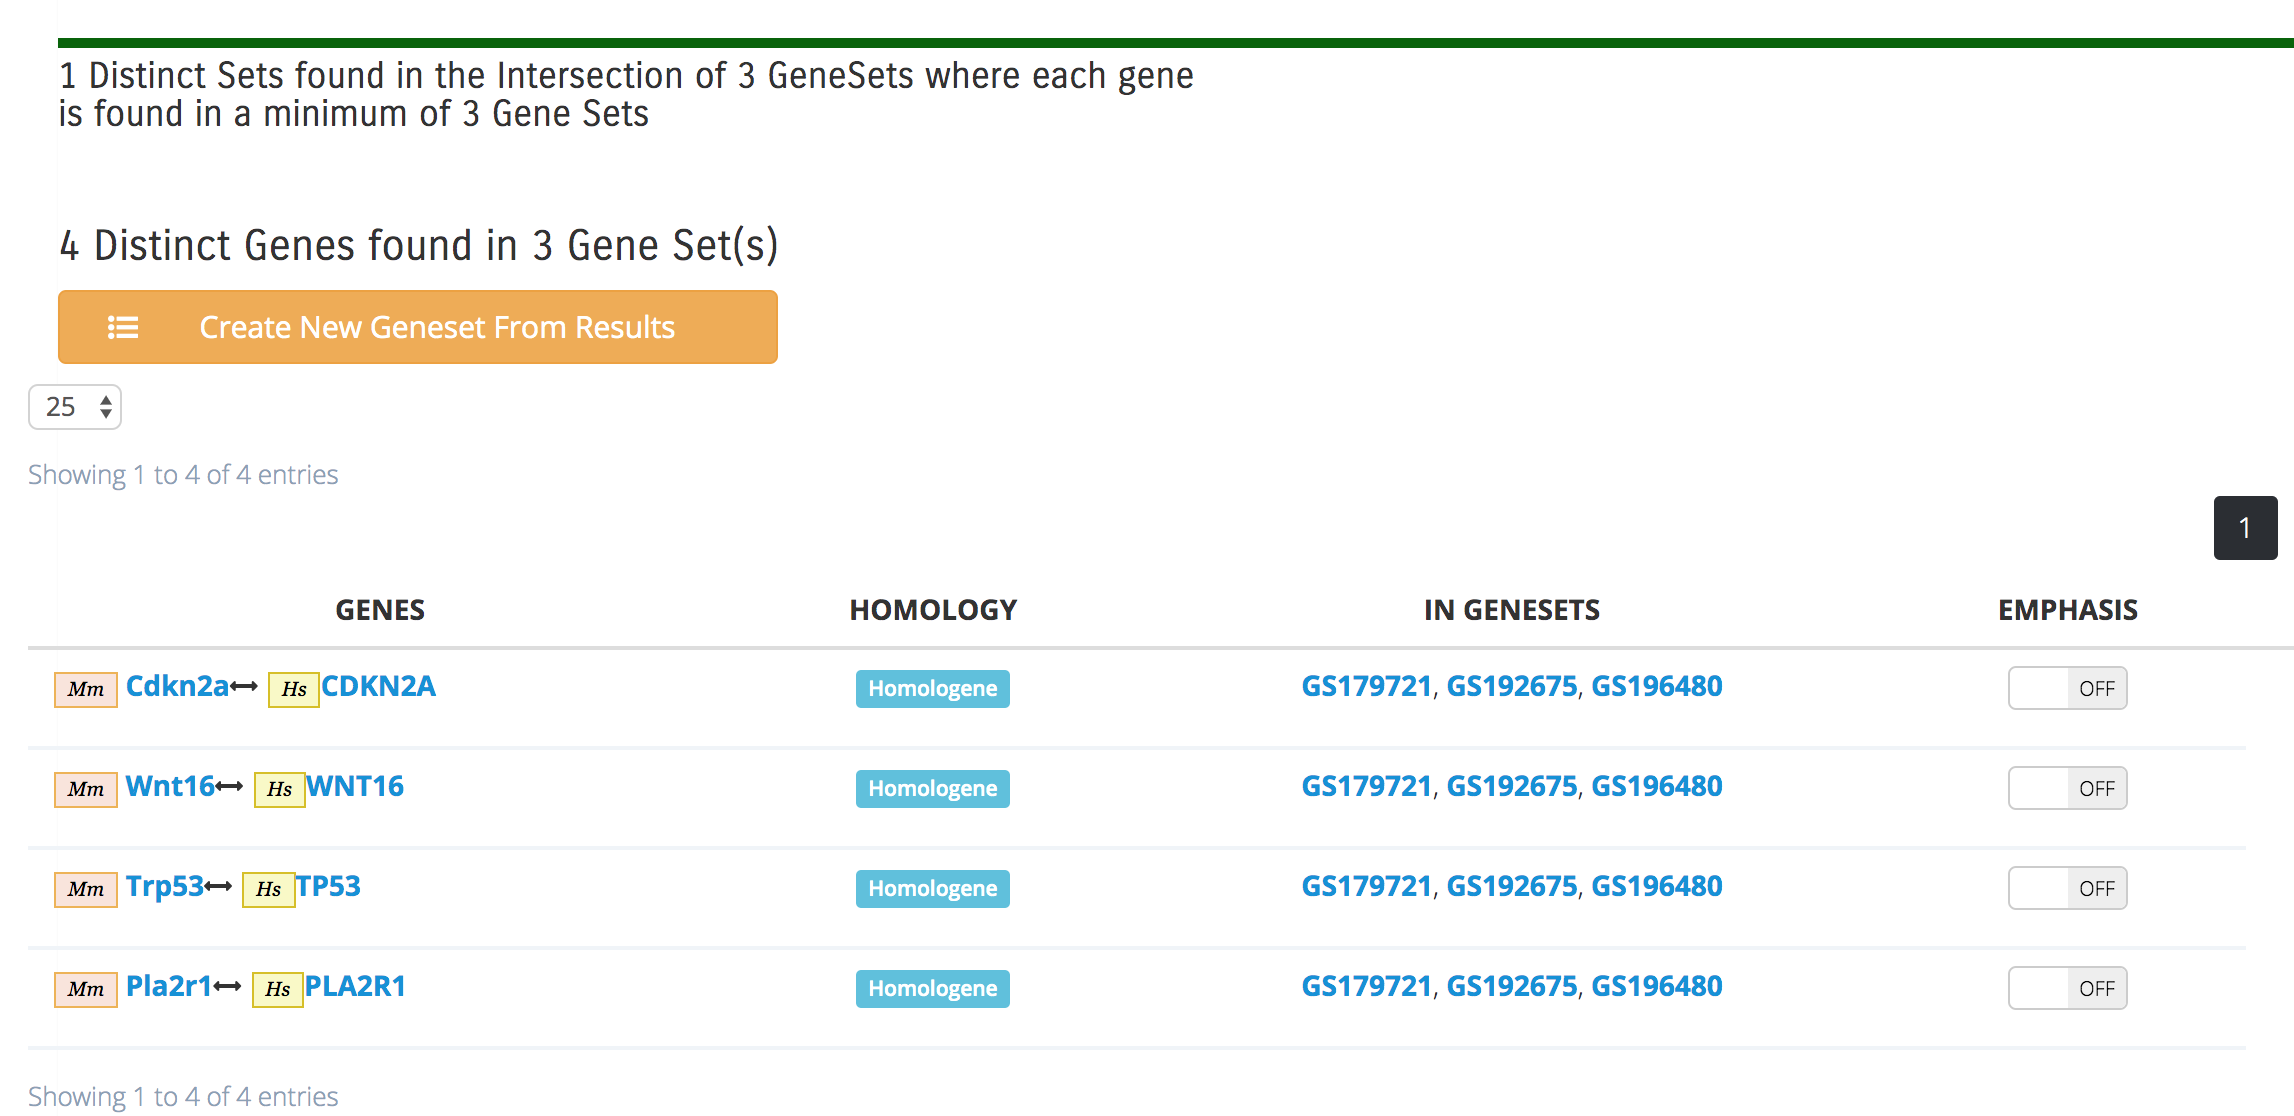 1 Distinct Sets found in the Intersection of 3 GeneSets where each gene
is found in a minimum of 3 Gene Sets
4 Distinct Genes found in 3 Gene Set(s)
Create New Geneset From Results
25
Showing 1 to 4 of 4 entries
1
GENES HOMOLOGY IN GENESETS EMPHASIS
Mm Cdkn2a↔ Hs CDKN2A Homologene GS179721, GS192675, GS196480 OFF
Mm Wnt16↔ Hs WNT16 Homologene GS179721, GS192675, GS196480 OFF
Mm Trp53↔ Hs TP53 Homologene GS179721, GS192675, GS196480 OFF
Mm Pla2r1↔ Hs PLA2R1 Homologene GS179721, GS192675, GS196480 OFF
Showing 1 to 4 of 4 entries